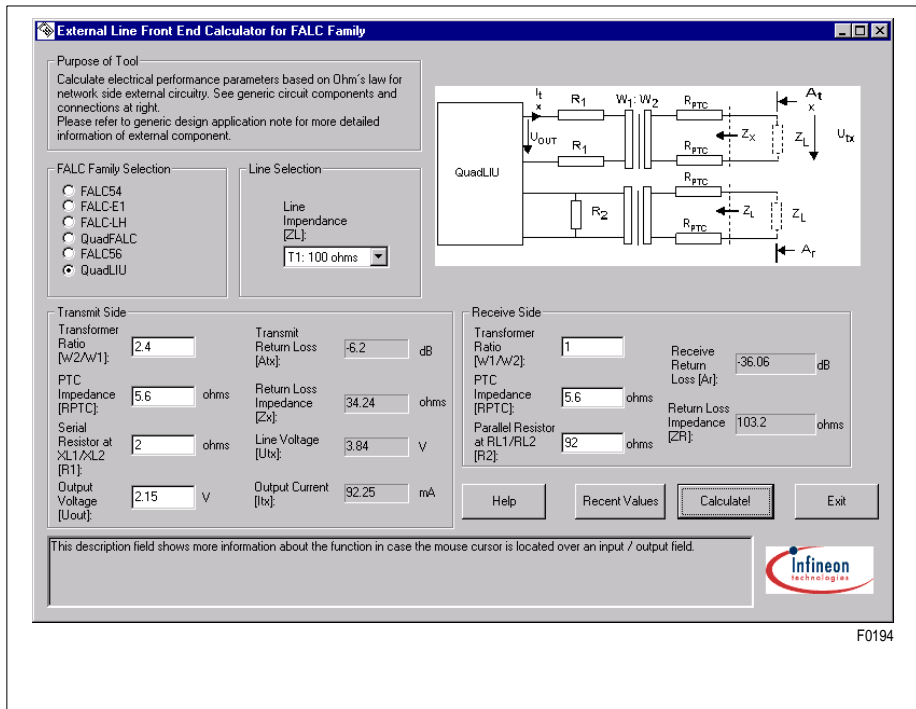 External Line Front End Calculator for FALC Family
Purpose of Tool
Calculate electrical performance parameters based on Ohm´s law for
network side external circuitry. See generic circuit components and
connections at right.
Please refer to generic design application note for more detailed
information of external component.
FALC Family Selection
FALC54
FALC-E1
FALC-LH
QuadFALC
FALC56
QuadLIU
Line Selection
Line
Impendance
[ZL]:
T1: 100 ohms
QuadLIU
It
x
R1
W1: W2
RPTC
At
x
UOUT
ZX
ZL
Utx
R1
RPTC
RPTC
R2
ZL
ZL
RPTC
Ar
Transmit Side
Transformer
Ratio
[W2/W1]:
2.4
PTC
Impedance
[RPTC]:
5.6
ohms
Serial
Resistor at
XL1/XL2
[R1]:
2
ohms
Output
Voltage
[Uout]:
2.15
V
Transmit
Return Loss
[Atx]:
-6.2
dB
Return Loss
Impedance
[Zx]:
34.24
ohms
Line Voltage
[Utx]:
3.84
V
Output Current
[Itx]:
92.25
mA
Receive Side
Transformer
Ratio
[W1/W2]:
1
PTC
Impedance
[RPTC]:
5.6
ohms
Parallel Resistor
at RL1/RL2
[R2]:
92
ohms
Receive
Return
Loss [Ar]:
-36.06
dB
Return Loss
Impedance
[ZR]:
103.2
ohms
Help
Recent Values
Calculate!
Exit
This description field shows more information about the function in case the mouse cursor is located over an input / output field.
Infineon
technologies
F0194